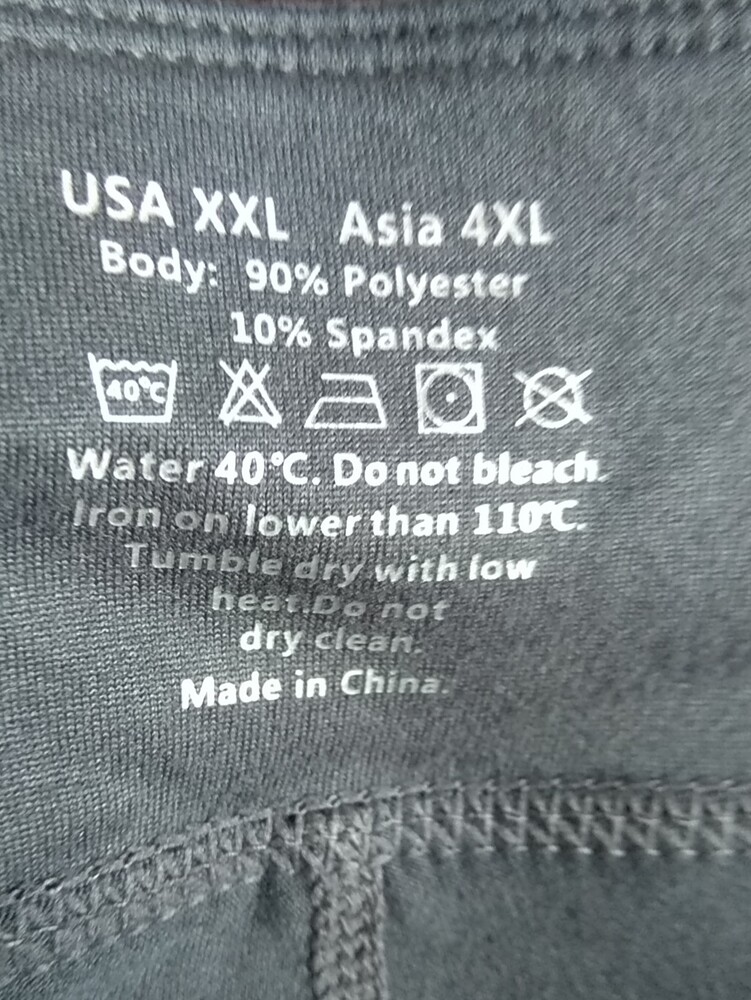 USA XXL Asia 4XL
Body: 90% Polyester
10% Spandex
40°C
Water 40°C. Do not bleach.
Iron on lower than 110℃.
Tumble dry with low
heat.Do not
dry clean.
Made in China.